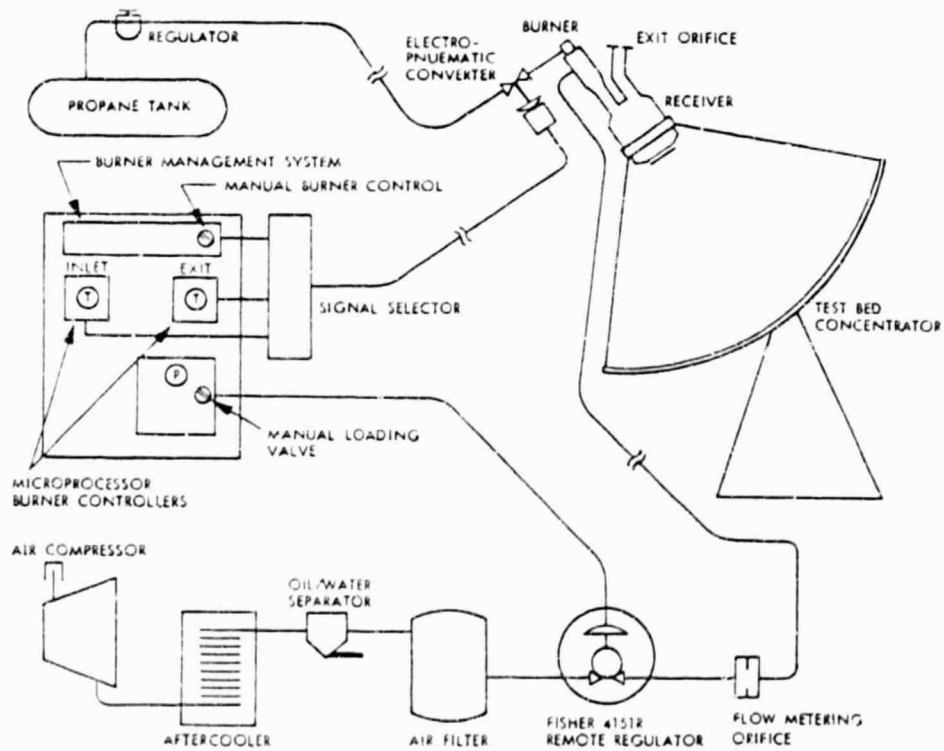 REGULATOR
PROPANE TANK
ELECTRO-
PNUEMATIC
CONVERTER
BURNER
EXIT ORIFICE
RECEIVER
BURNER MANAGEMENT SYSTEM
MANUAL BURNER CONTROL
INLET
EXIT
T
T
SIGNAL SELECTOR
TEST BED
CONCENTRATOR
P
MANUAL LOADING
VALVE
MICROPROCESSOR
BURNER CONTROLLERS
AIR COMPRESSOR
OIL/WATER
SEPARATOR
AFTERCOOLER
AIR FILTER
FISHER 4151R
REMOTE REGULATOR
FLOW METERING
ORIFICE